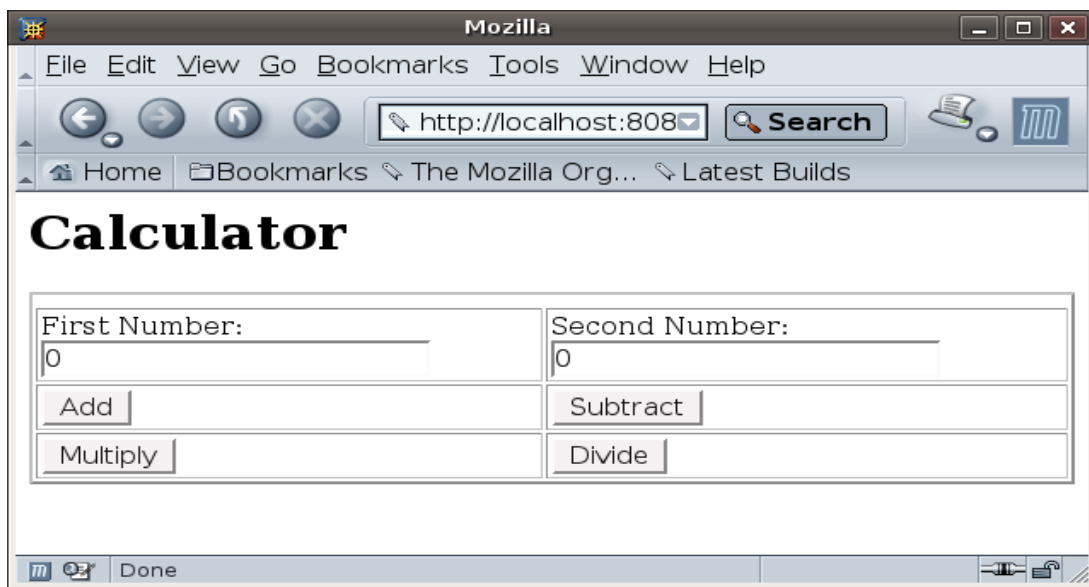 Mozilla
File Edit View Go Bookmarks Tools Window Help
http://localhost:808 Search
Home Bookmarks The Mozilla Org... Latest Builds
Calculator
First Number: Second Number:
0 0
Add Subtract
Multiply Divide
Done